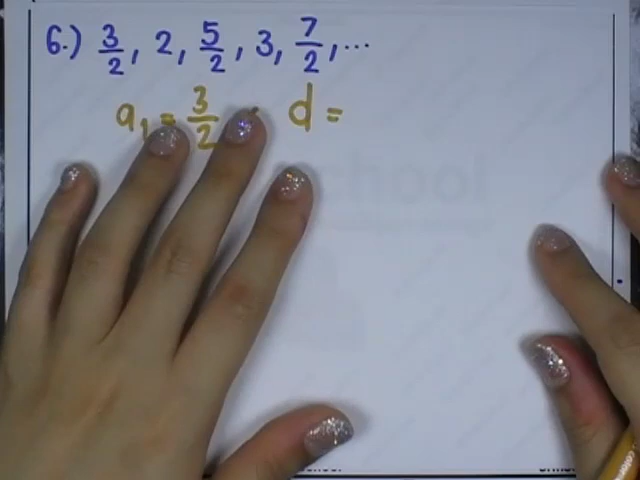 6.) 3/2, 2, 5/2, 3, 7/2, ...
a₁ = 3/2 d =